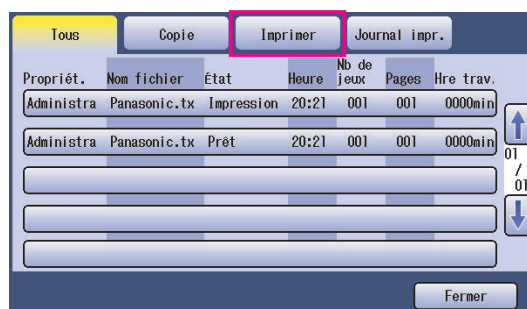 Tous Copie Imprimer Journal impr.
Propriét. Nom fichier État Heure Nb de jeux Pages Hre trav.
Administra Panasonic.tx Impression 20:21 001 001 0000min
Administra Panasonic.tx Prêt 20:21 001 001 0000min
01
/
01
Fermer